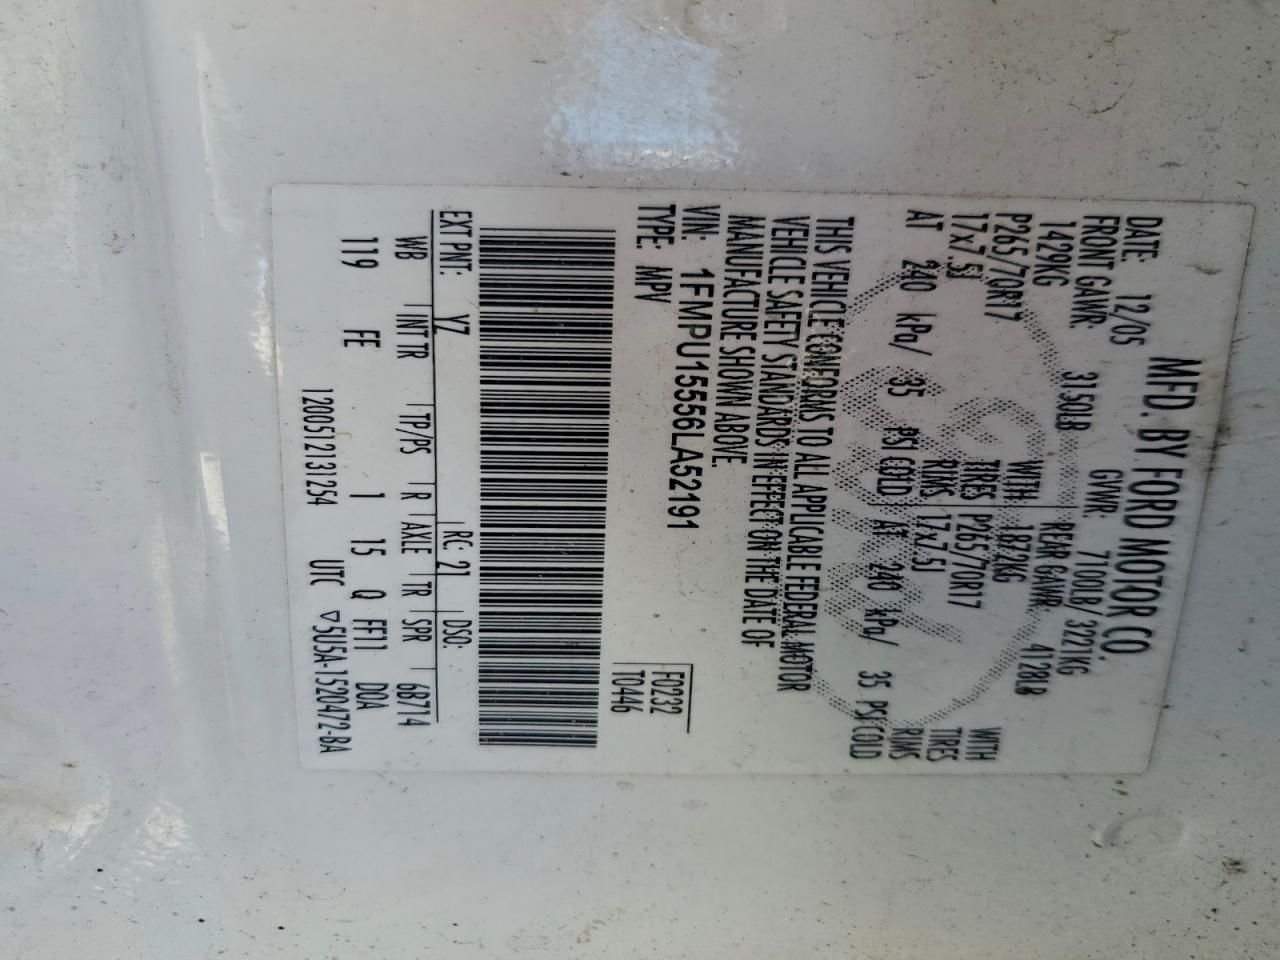 MFD. BY FORD MOTOR CO.
DATE: 12/05 GVWR: 7100LB/ 3221KG
FRONT GAWR: 3150LB REAR GAWR: 4128LB
1429KG WITH 1872KG WITH
P265/70R17 TIRES P265/70R17 TIRES
17x7.5J RIMS 17x7.5J RIMS
AT 240 kPa/ 35 PSI COLD AT 240 kPa/ 35 PSI COLD
THIS VEHICLE CONFORMS TO ALL APPLICABLE FEDERAL MOTOR
VEHICLE SAFETY STANDARDS IN EFFECT ON THE DATE OF
MANUFACTURE SHOWN ABOVE.
VIN: 1FMPU15556LA52191 F0232
TYPE: MPV T0446
EXT PNT: YZ RC: 21 DSO:
WB INT TR TP/PS R AXLE TR SPR 6B714
119 FE 1 15 Q FF11 DOA
1200512131254 UTC ▽5U5A-1520472-BA